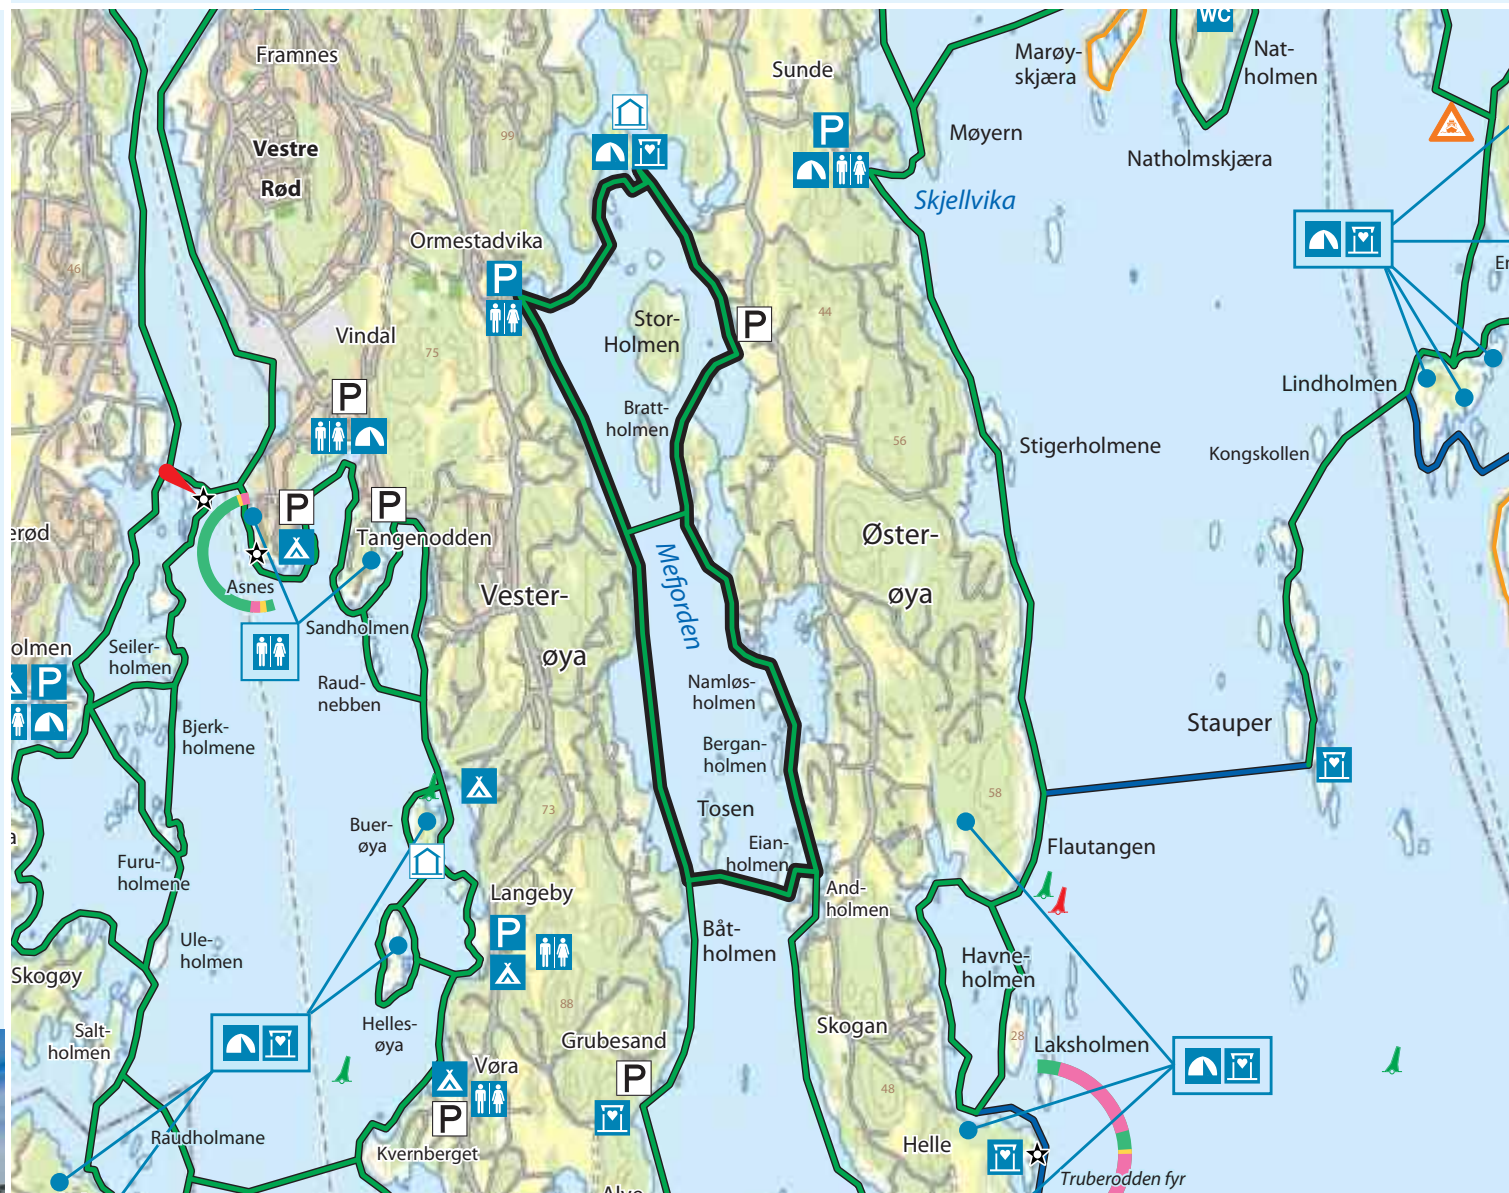 Framnes
Vestre
Rød
99
46
Ormestadvika
P
Vindal
75
P
Sunde
P
Møyern
Skjellvika
Marøy-
skjæra
WC
Nat-
holmen
Natholmskjæra
Stor-
Holmen
P
44
Bratt-
holmen
56
Stigerholmene
Lindholmen
Kongskollen
Er
erød
P
P
Tangenodden
Asnes
Sandholmen
Raud-
nebben
olmen
P
Seiler-
holmen
Bjerk-
holmene
Vester-
øya
Mefjorden
Øster-
øya
Namløs-
holmen
Bergan-
holmen
Tosen
Eian-
holmen
And-
holmen
Stauper
58
Flautangen
73
Buer-
øya
a
Furu-
holmene
Langeby
P
Ule-
holmen
Skogøy
Salt-
holmen
Helles-
øya
88
Båt-
holmen
Havne-
holmen
28
Laksholmen
Skogan
48
Grubesand
P
Vøra
P
Kvernberget
Raudholmane
Helle
Truberodden fyr
Alve